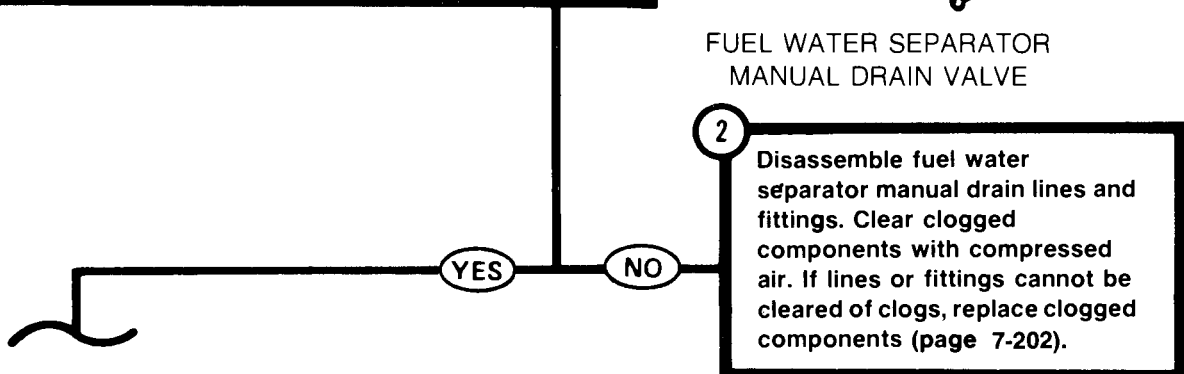 FUEL WATER SEPARATOR
MANUAL DRAIN VALVE
2
Disassemble fuel water
separator manual drain lines and
fittings. Clear clogged
components with compressed
air. If lines or fittings cannot be
cleared of clogs, replace clogged
components (page 7-202).
YES
NO